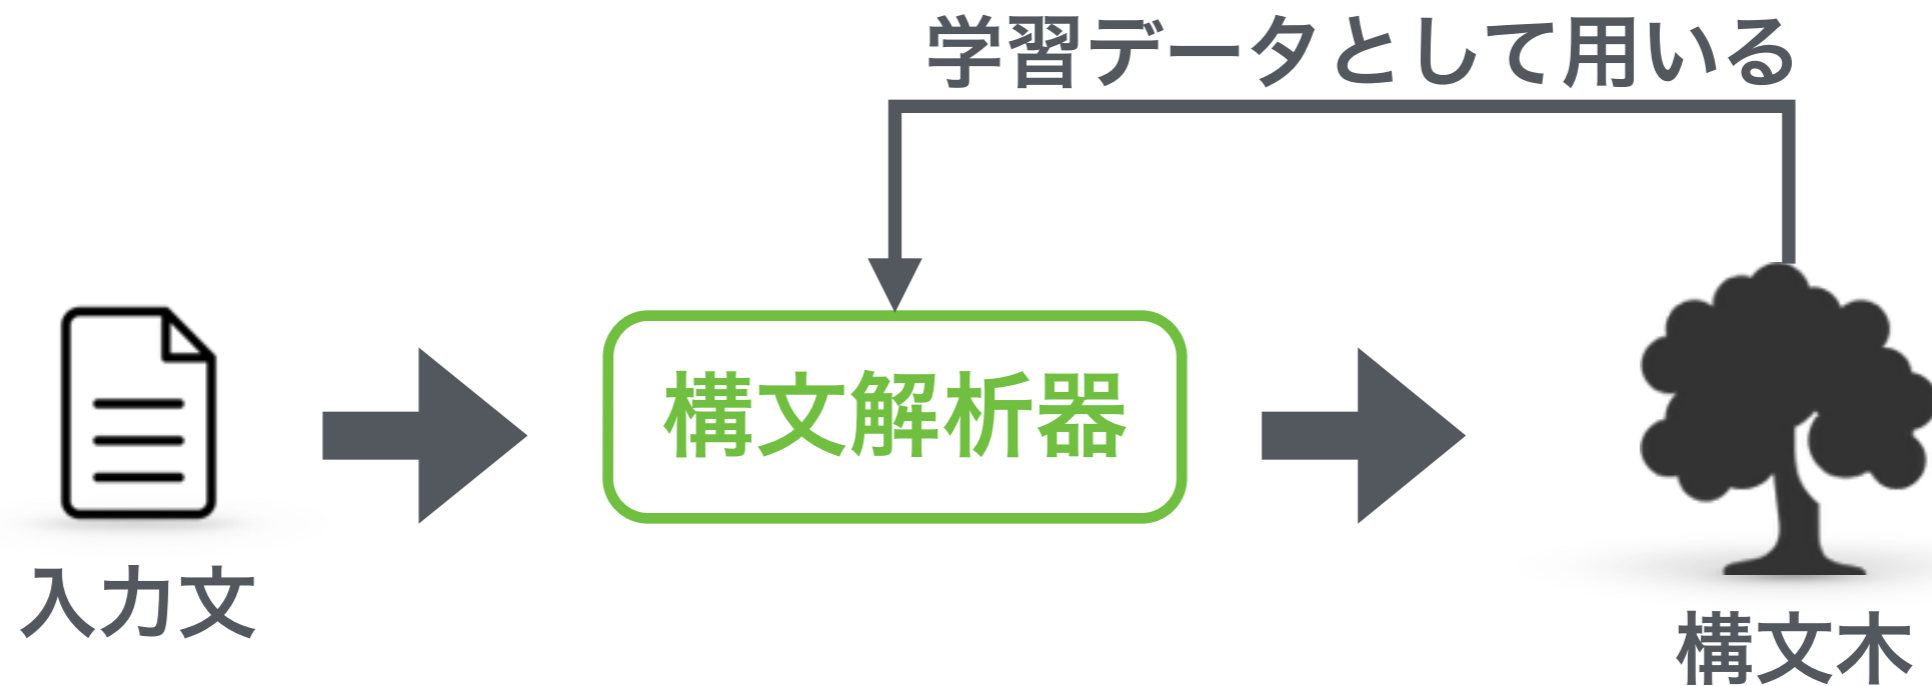 学習データとして用いる
構文解析器
入力文
構文木